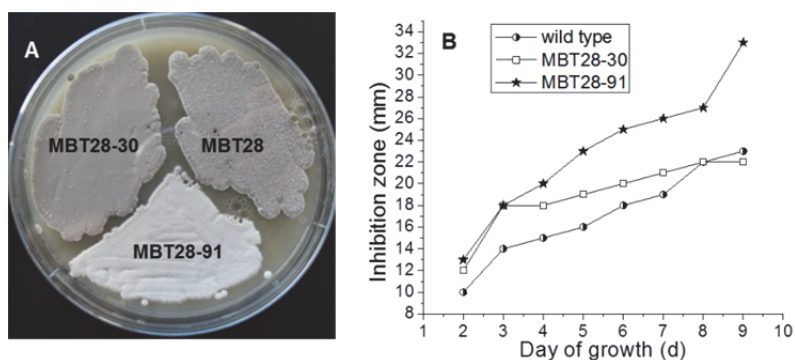 A
MBT28-30
MBT28
MBT28-91
B
wild type
MBT28-30
MBT28-91
Inhibition zone (mm)
34
32
30
28
26
24
22
20
18
16
14
12
10
8
1 2 3 4 5 6 7 8 9 10
Day of growth (d)